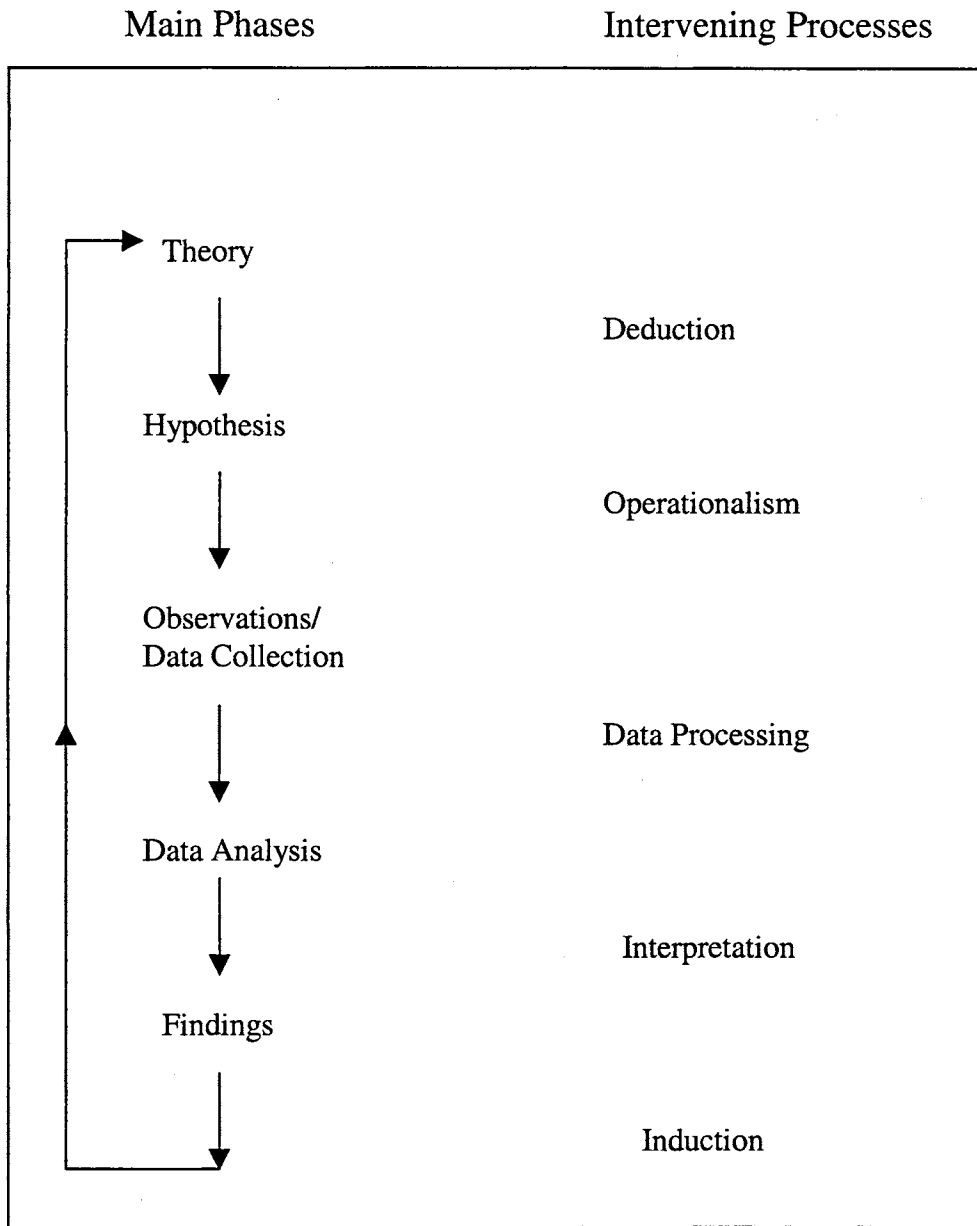 Main Phases Intervening Processes
Theory
Deduction
Hypothesis
Operationalism
Observations/
Data Collection
Data Processing
Data Analysis
Interpretation
Findings
Induction